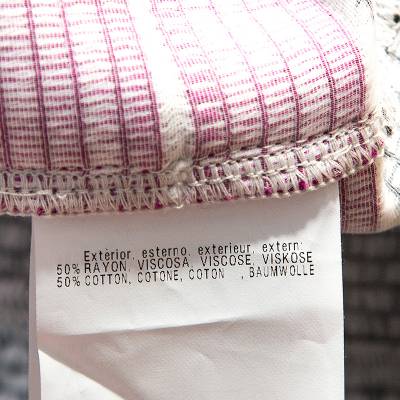 Exterior, esterno, exterieur, extern:
50% RAYON, VISCOSA, VISCOSE, VISKOSE
50% COTTON, COTONE, COTON , BAUMWOLLE